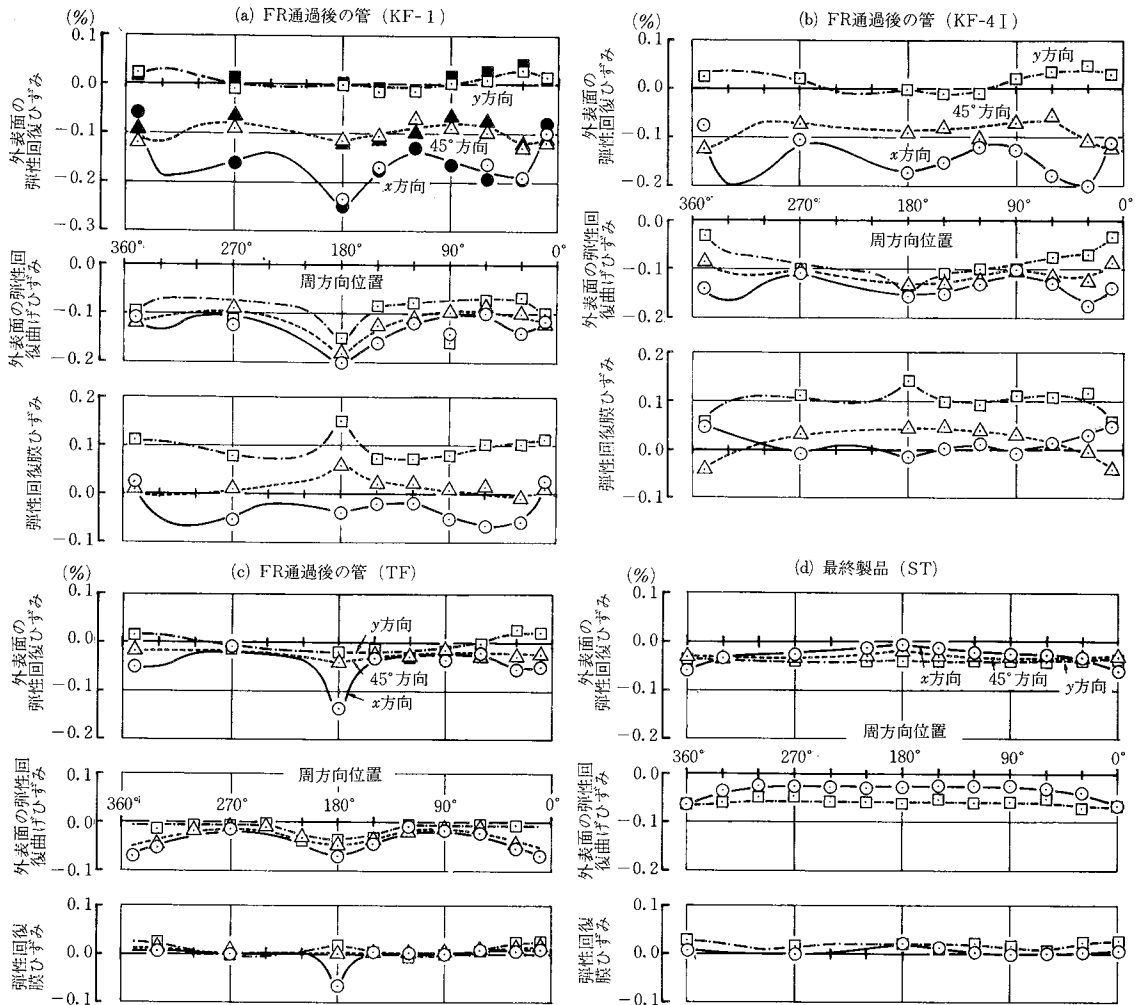 (%)
(a) FR通過後の管 (KF-1)
0.1
0.0
-0.1
-0.2
-0.3
外表面の
弾性回復ひずみ
y方向
45°方向
x方向
360°
270°
180°
90°
0°
周方向位置
0.0
-0.1
-0.2
外表面の弾性回
復曲げひずみ
0.2
0.1
0.0
-0.1
弾性回復膜ひずみ
(b) FR通過後の管 (KF-4I)
(%)
0.1
0.0
-0.1
-0.2
外表面の
弾性回復ひずみ
y方向
45°方向
x方向
360°
270°
180°
90°
0°
周方向位置
0.0
-0.1
-0.2
外表面の弾性回
復曲げひずみ
0.2
0.1
0.0
-0.1
弾性回復膜ひずみ
(%)
(c) FR通過後の管 (TF)
0.1
0.0
-0.1
-0.2
外表面の
弾性回復ひずみ
y方向
45°方向
x方向
周方向位置
360°
270°
180°
90°
0°
0.0
-0.1
外表面の弾性回
復曲げひずみ
0.1
0.0
-0.1
弾性回復
膜ひずみ
(%)
(d) 最終製品 (ST)
0.1
0.0
-0.1
-0.2
外表面の
弾性回復ひずみ
x方向
45°方向
y方向
周方向位置
360°
270°
180°
90°
0°
0.0
-0.1
-0.2
外表面の弾性回
復曲げひずみ
0.1
0.0
-0.1
弾性回復
膜ひずみ